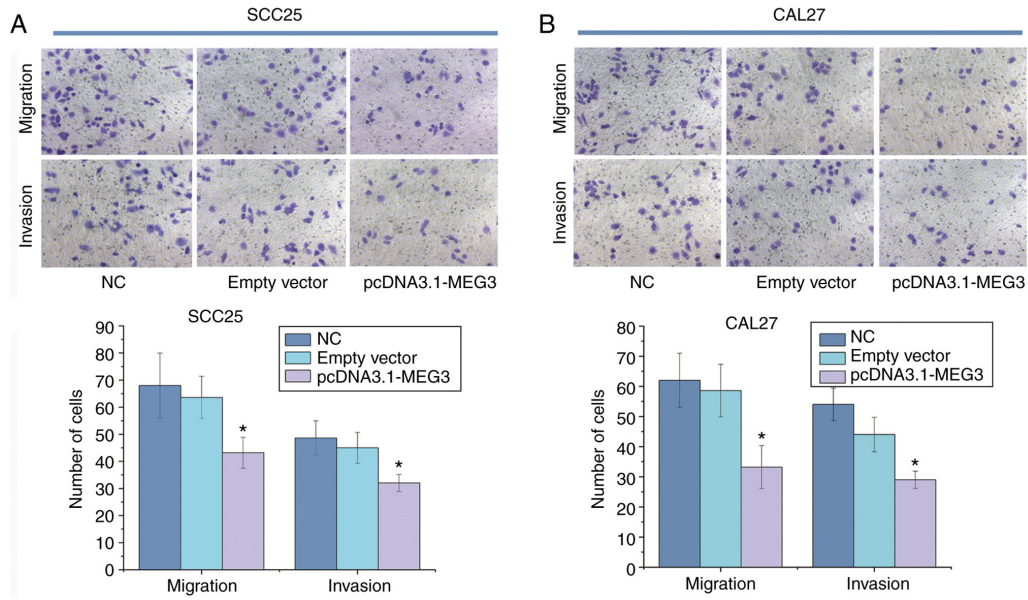 A
SCC25
Migration
Invasion
NC
Empty vector
pcDNA3.1-MEG3
SCC25
90
80
70
60
50
40
30
20
10
0
Number of cells
NC
Empty vector
pcDNA3.1-MEG3
*
*
Migration
Invasion
B
CAL27
Migration
Invasion
NC
Empty vector
pcDNA3.1-MEG3
CAL27
80
70
60
50
40
30
20
10
0
Number of cells
NC
Empty vector
pcDNA3.1-MEG3
*
*
Migration
Invasion